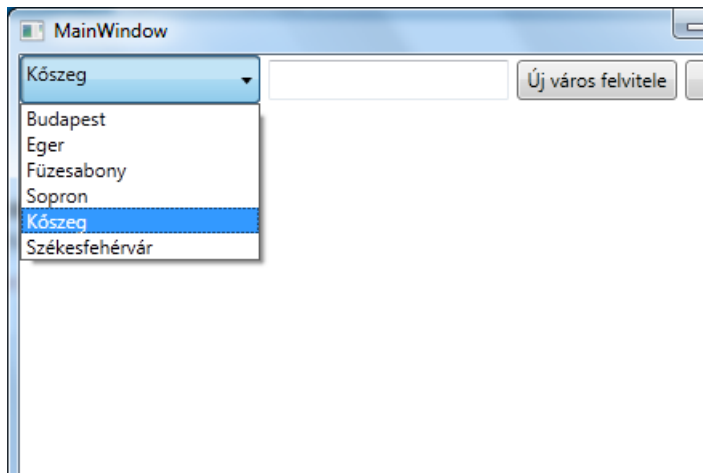 MainWindow
Kőszeg
Új város felvitele
Budapest
Eger
Füzesabony
Sopron
Kőszeg
Székesfehérvár